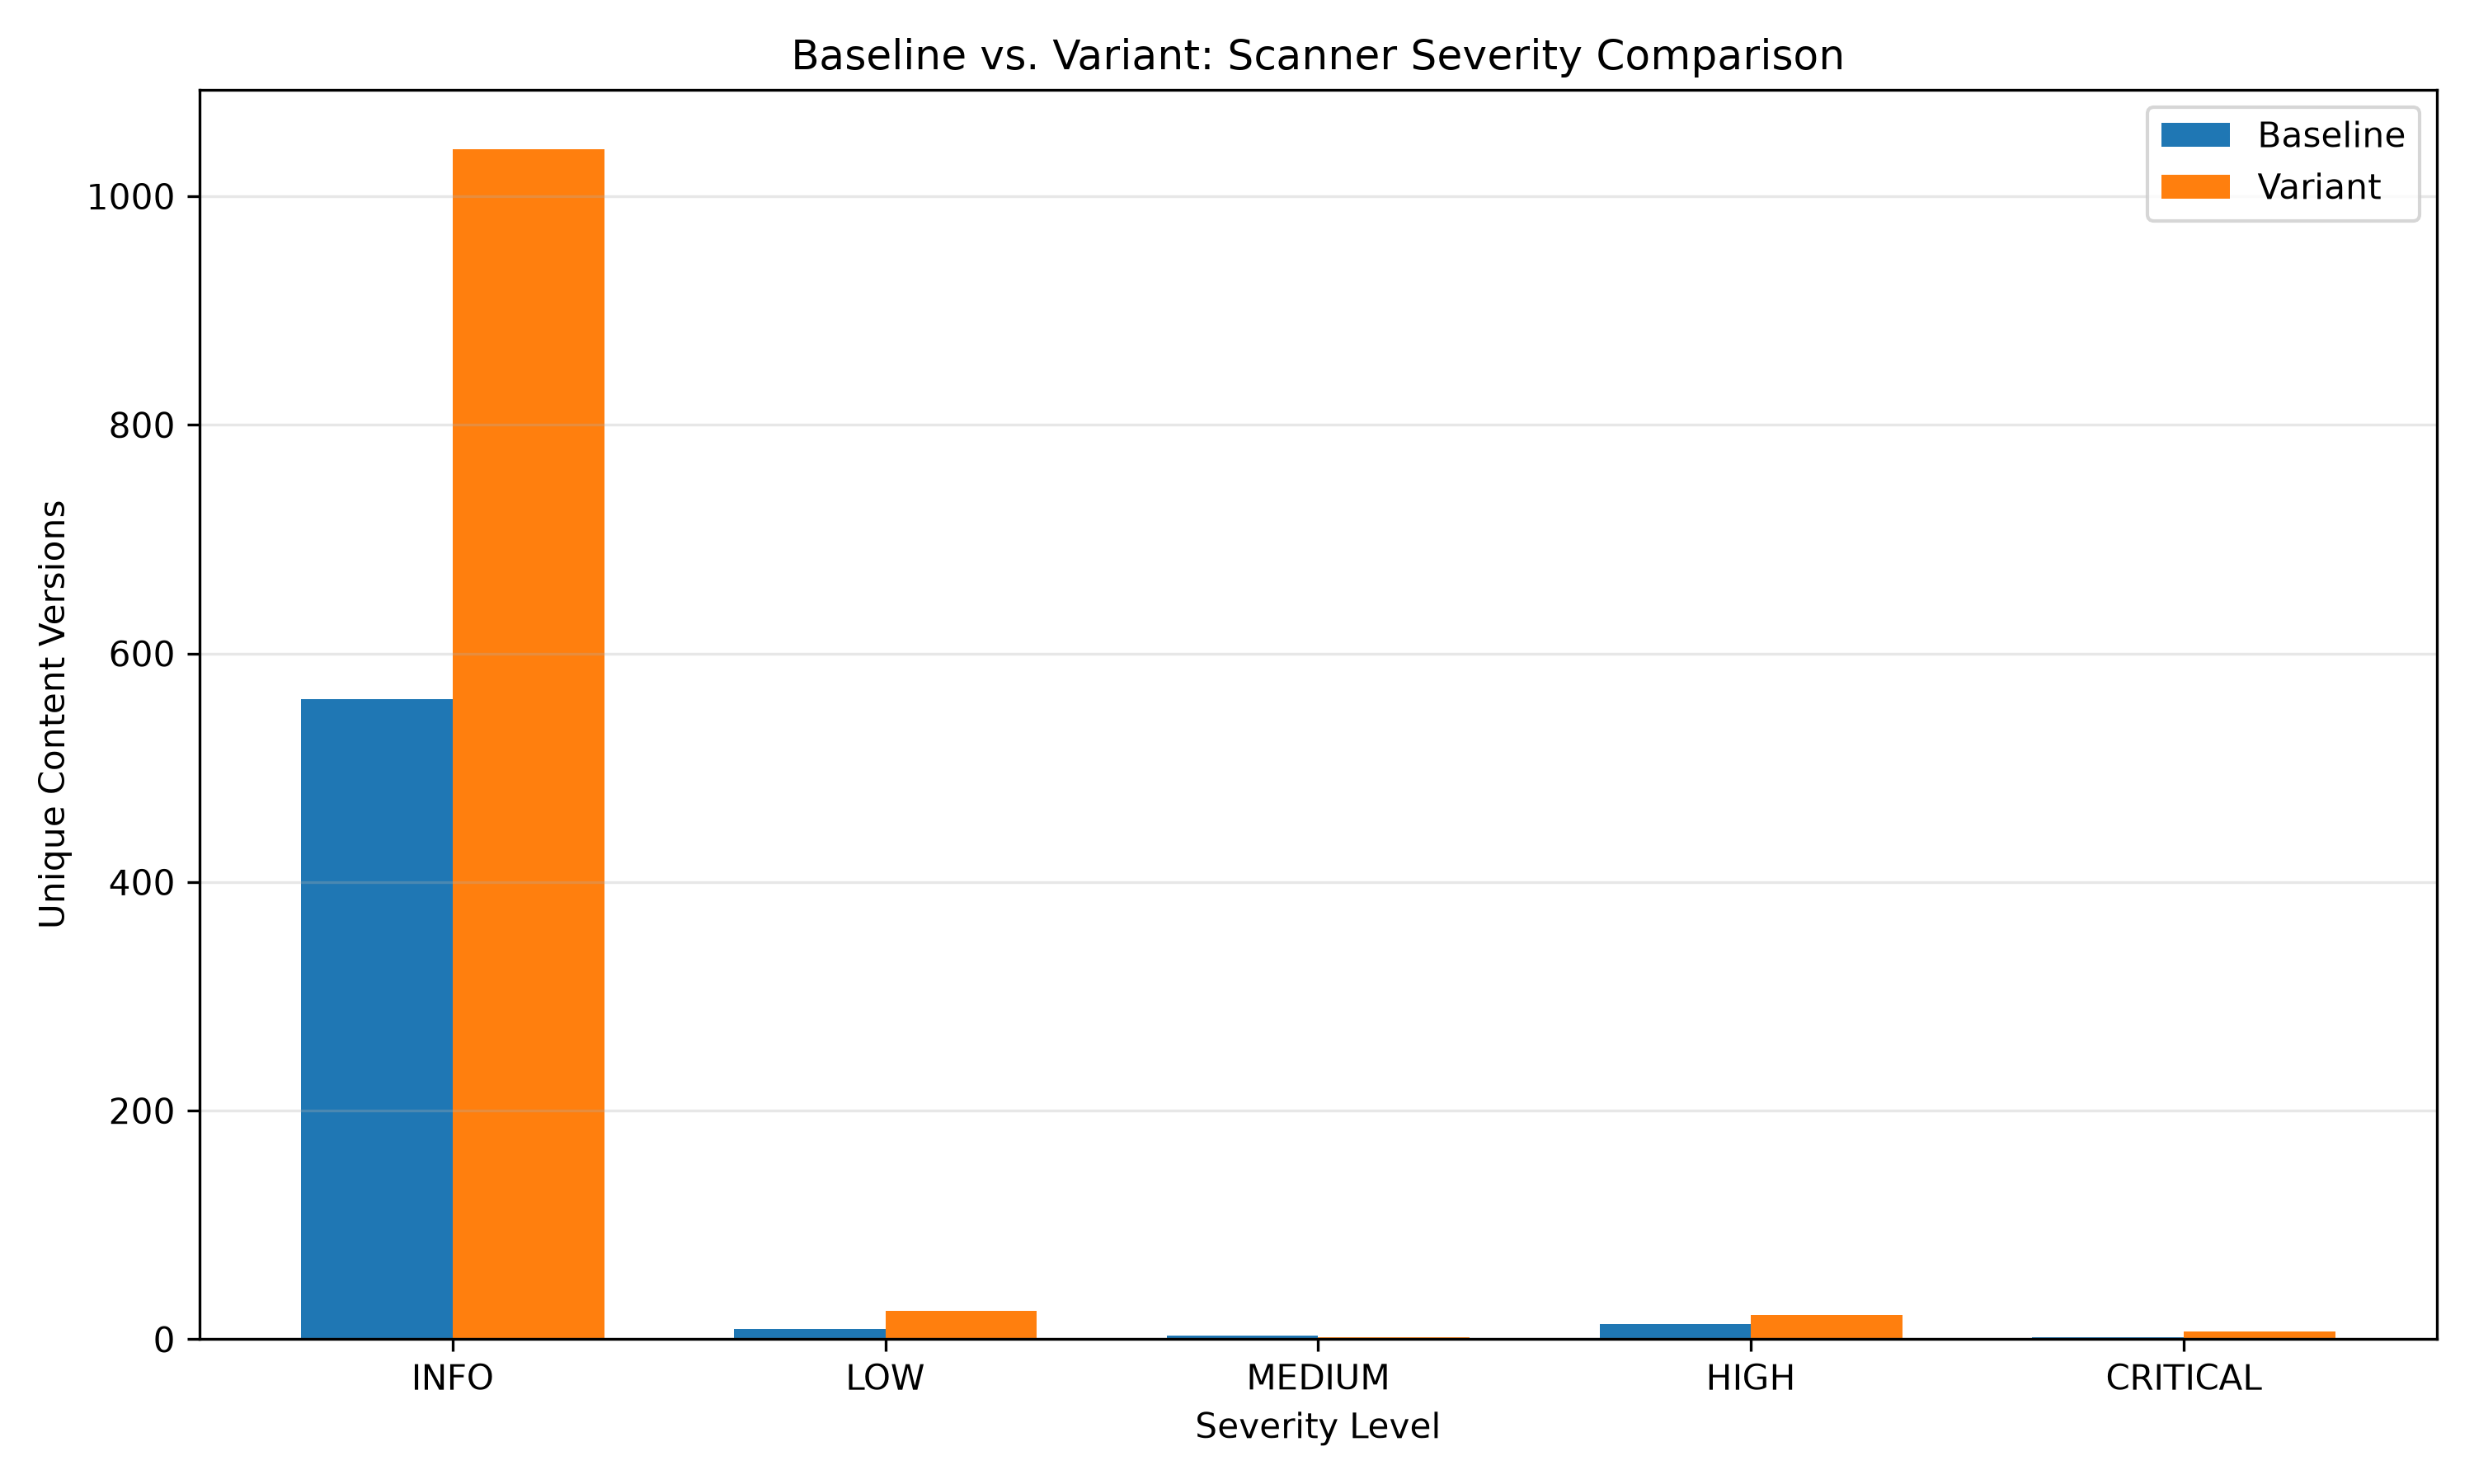 Baseline vs. Variant: Scanner Severity Comparison
Baseline
Variant
Unique Content Versions
1000
800
600
400
200
0
INFO LOW MEDIUM HIGH CRITICAL
Severity Level